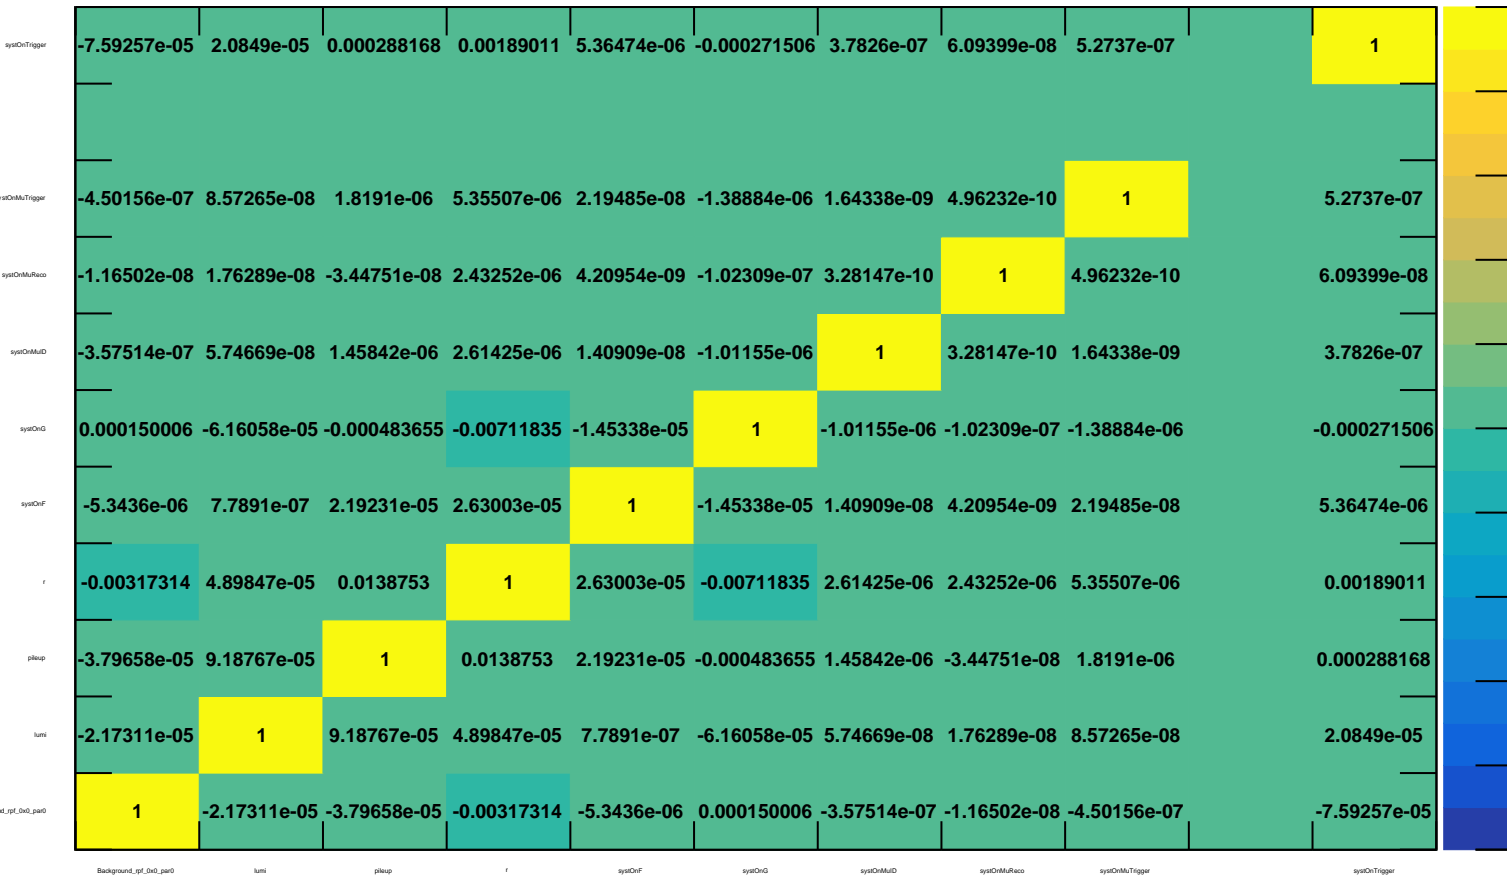 systOnTrigger -7.59257e-05 2.0849e-05 0.000288168 0.00189011 5.36474e-06 -0.000271506 3.7826e-07 6.09399e-08 5.2737e-07 1
ystOnMuTrigger -4.50156e-07 8.57265e-08 1.8191e-06 5.35507e-06 2.19485e-08 -1.38884e-06 1.64338e-09 4.96232e-10 1 5.2737e-07
systOnMuReco -1.16502e-08 1.76289e-08 -3.44751e-08 2.43252e-06 4.20954e-09 -1.02309e-07 3.28147e-10 1 4.96232e-10 6.09399e-08
systOnMuID -3.57514e-07 5.74669e-08 1.45842e-06 2.61425e-06 1.40909e-08 -1.01155e-06 1 3.28147e-10 1.64338e-09 3.7826e-07
systOnG 0.000150006 -6.16058e-05 -0.000483655 -0.00711835 -1.45338e-05 1 -1.01155e-06 -1.02309e-07 -1.38884e-06 -0.000271506
systOnF -5.3436e-06 7.7891e-07 2.19231e-05 2.63003e-05 1 -1.45338e-05 1.40909e-08 4.20954e-09 2.19485e-08 5.36474e-06
r -0.00317314 4.89847e-05 0.0138753 1 2.63003e-05 -0.00711835 2.61425e-06 2.43252e-06 5.35507e-06 0.00189011
pileup -3.79658e-05 9.18767e-05 1 0.0138753 2.19231e-05 -0.000483655 1.45842e-06 -3.44751e-08 1.8191e-06 0.000288168
lumi -2.17311e-05 1 9.18767e-05 4.89847e-05 7.7891e-07 -6.16058e-05 5.74669e-08 1.76289e-08 8.57265e-08 2.0849e-05
d_rpf_0x0_par0 1 -2.17311e-05 -3.79658e-05 -0.00317314 -5.3436e-06 0.000150006 -3.57514e-07 -1.16502e-08 -4.50156e-07 -7.59257e-05
Background_rpf_0x0_par0 lumi pileup r systOnF systOnG systOnMuID systOnMuReco systOnMuTrigger systOnTrigger